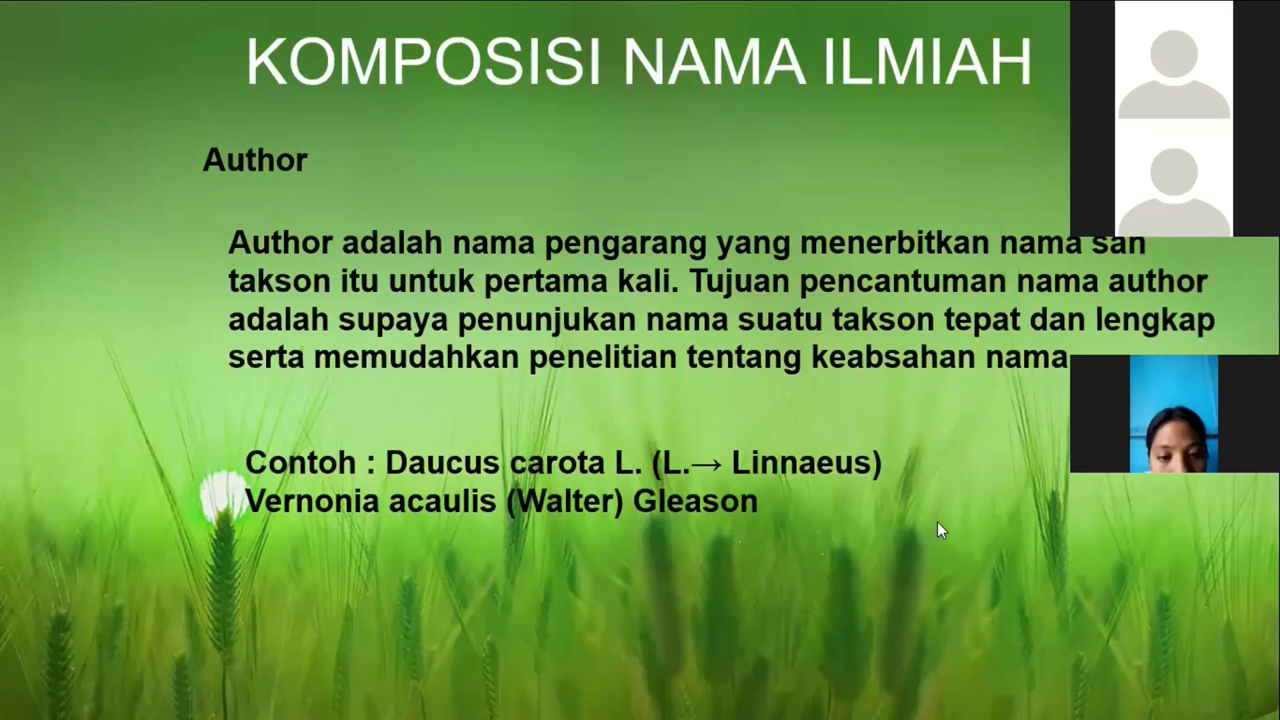 KOMPOSISI NAMA ILMIAH
Author
Author adalah nama pengarang yang menerbitkan nama sah
takson itu untuk pertama kali. Tujuan pencantuman nama author
adalah supaya penunjukan nama suatu takson tepat dan lengkap
serta memudahkan penelitian tentang keabsahan nama
Contoh : Daucus carota L. (L.→ Linnaeus)
Vernonia acaulis (Walter) Gleason